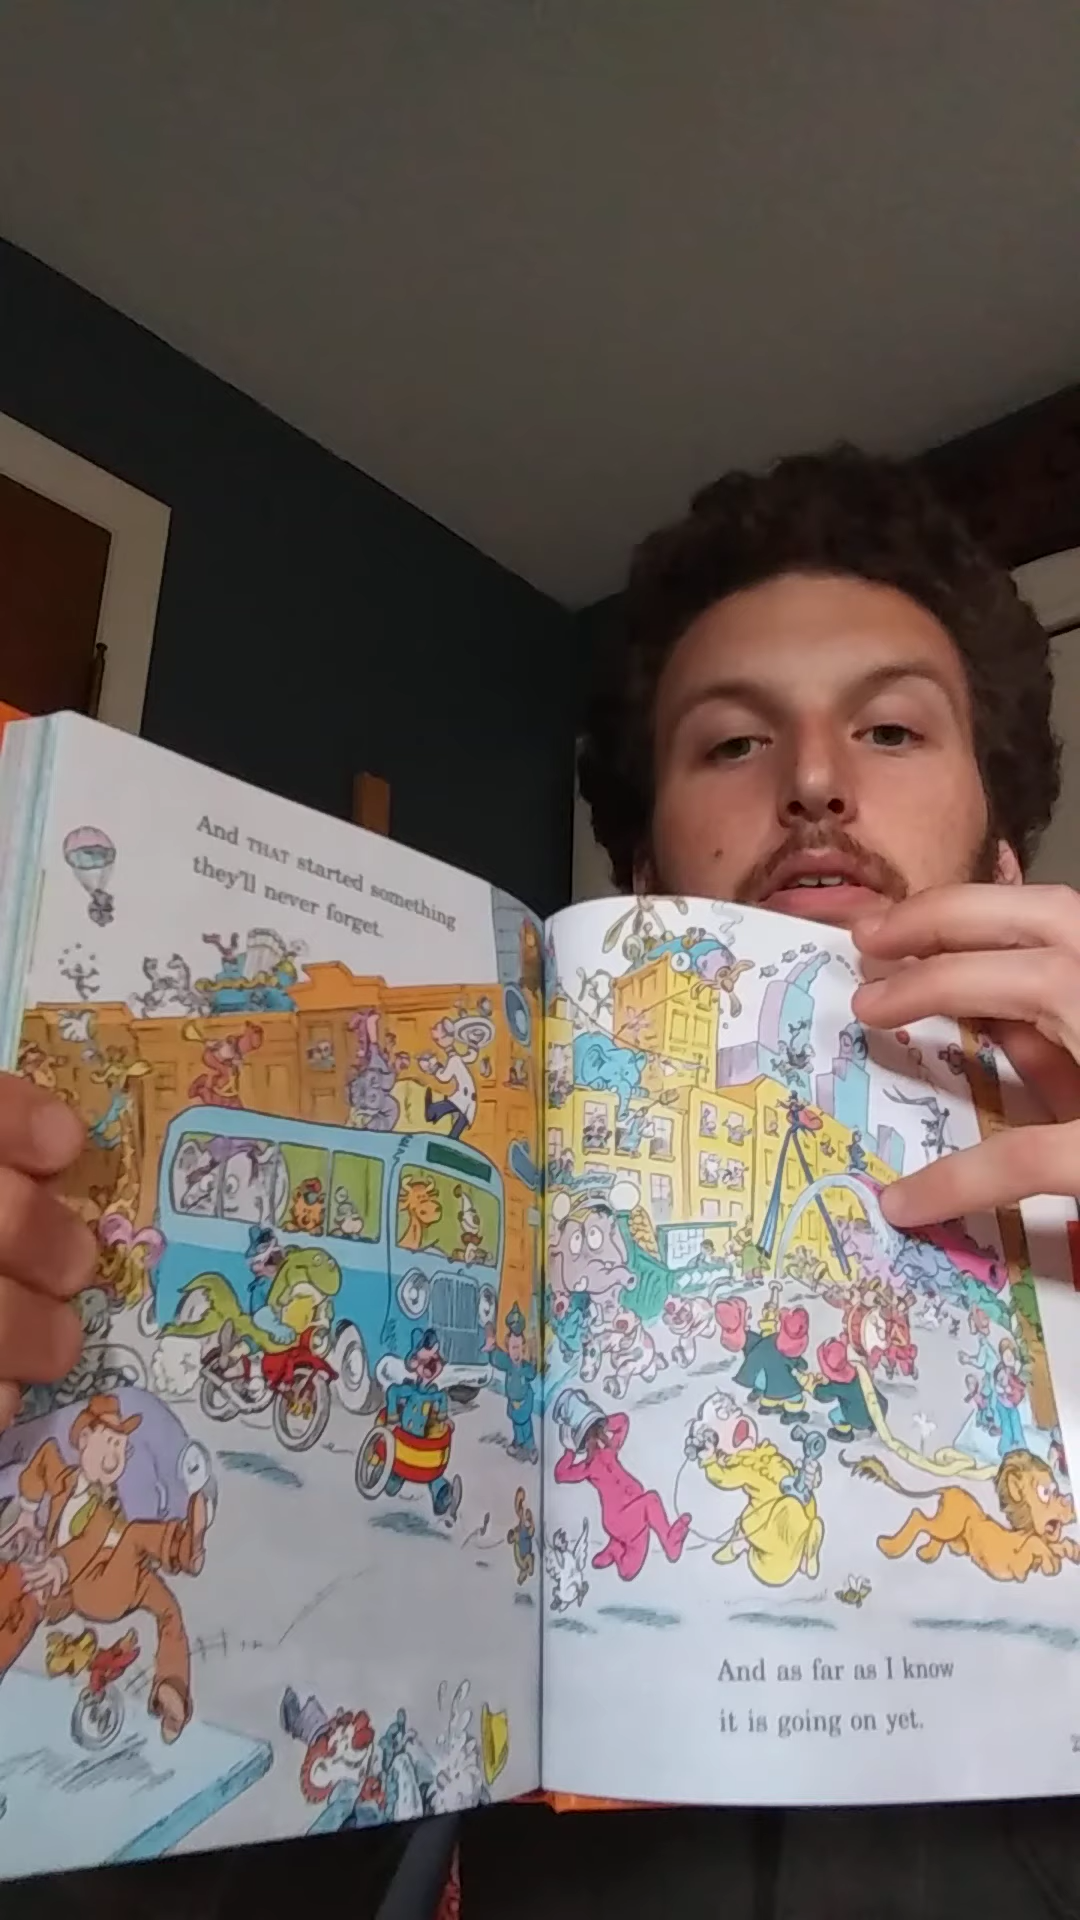 And THAT started something
they'll never forget.
And as far as I know
it is going on yet.